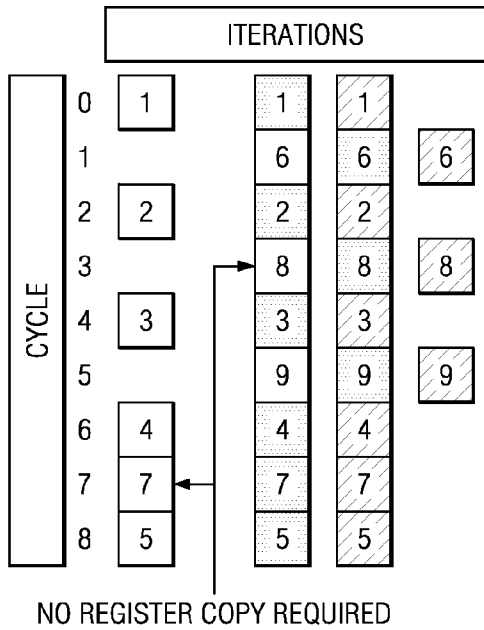 ITERATIONS
CYCLE
0 1 1 1
1 6 6 6
2 2 2 2
3 8 8 8
4 3 3 3
5 9 9 9
6 4 4 4
7 7 7 7
8 5 5 5
NO REGISTER COPY REQUIRED